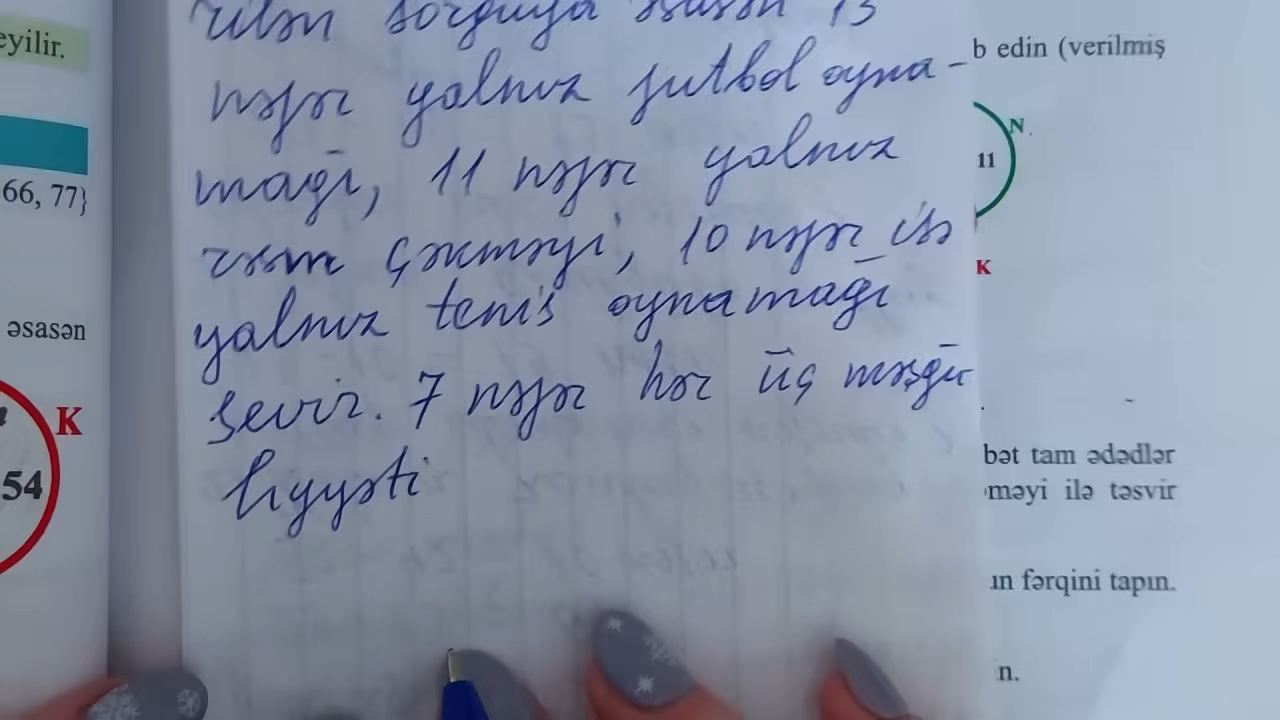 eyilir.
66, 77}
əsasən
K
54
rilən sorğuya əsasən 13
nəfər yalnız futbol oyna-
mağı, 11 nəfər yalnız
rəsm çəkməyi, 10 nəfər isə
yalnız tenis oynamağı
sevir. 7 nəfər hər üç məşğu
liyyəti
b edin (verilmiş
N
11
K
bət tam ədədlər
məyi ilə təsvir
ın fərqini tapın.
n.